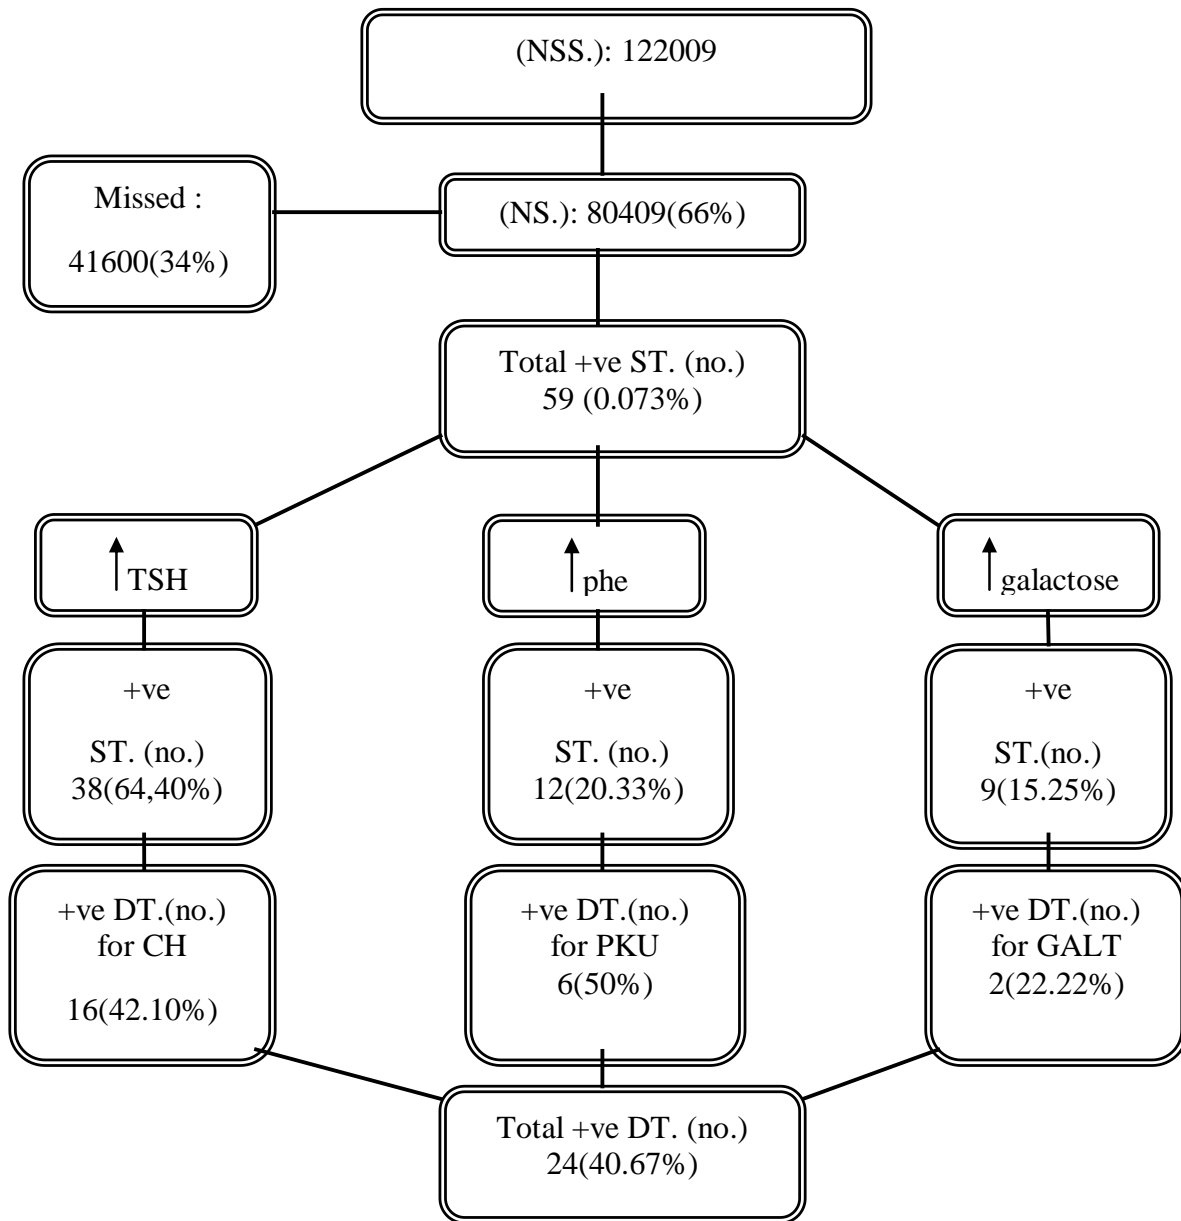 (NSS.): 122009
Missed :
41600(34%)
(NS.): 80409(66%)
Total +ve ST. (no.)
59 (0.073%)
TSH
phe
galactose
+ve
ST. (no.)
38(64,40%)
+ve
ST. (no.)
12(20.33%)
+ve
ST.(no.)
9(15.25%)
+ve DT.(no.)
for CH
16(42.10%)
+ve DT.(no.)
for PKU
6(50%)
+ve DT.(no.)
for GALT
2(22.22%)
Total +ve DT. (no.)
24(40.67%)